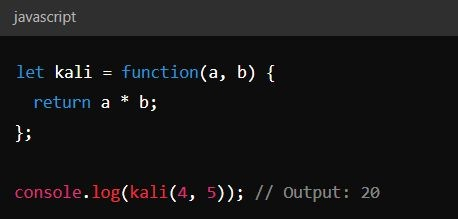 javascript
let kali = function(a, b) {
  return a * b;
};
console.log(kali(4, 5)); // Output: 20